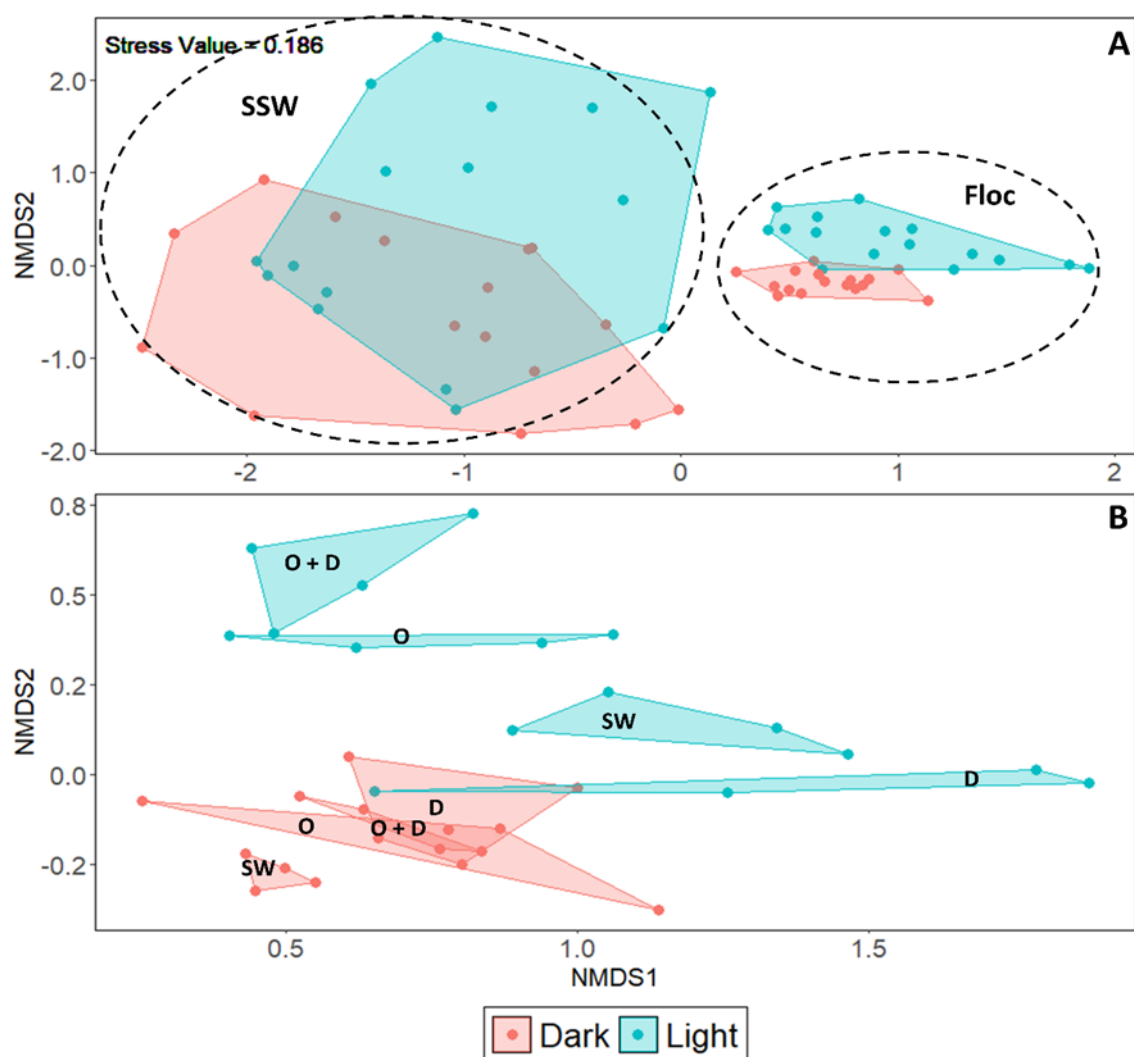 Stress Value = 0.186
A
SSW
Floc
NMDS2
2.0
1.0
0.0
-1.0
-2.0
-2 -1 0 1 2
B
O + D
O
SW
D
D
O
O + D
SW
NMDS2
0.8
0.5
0.2
0.0
-0.2
0.5 1.0 1.5
NMDS1
Dark Light